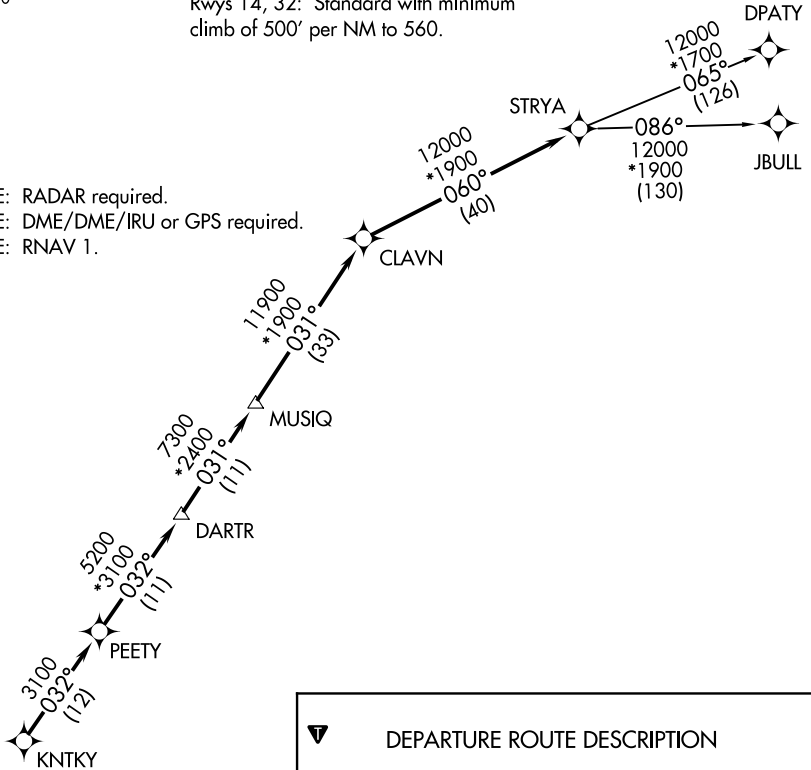 Rwys 14, 32: Standard with minimum
climb of 500' per NM to 560.
DPATY
12000
*1700
065°
(126)
STRYA
086°
12000
*1900
(130)
JBULL
12000
*1900
060°
(40)
E: RADAR required.
E: DME/DME/IRU or GPS required.
E: RNAV 1.
CLAVN
11900
*1900
031°
(33)
MUSIQ
7300
*2400
031°
(11)
DARTR
5200
*3100
032°
(11)
PEETY
3100
032°
(12)
KNTKY
T DEPARTURE ROUTE DESCRIPTION